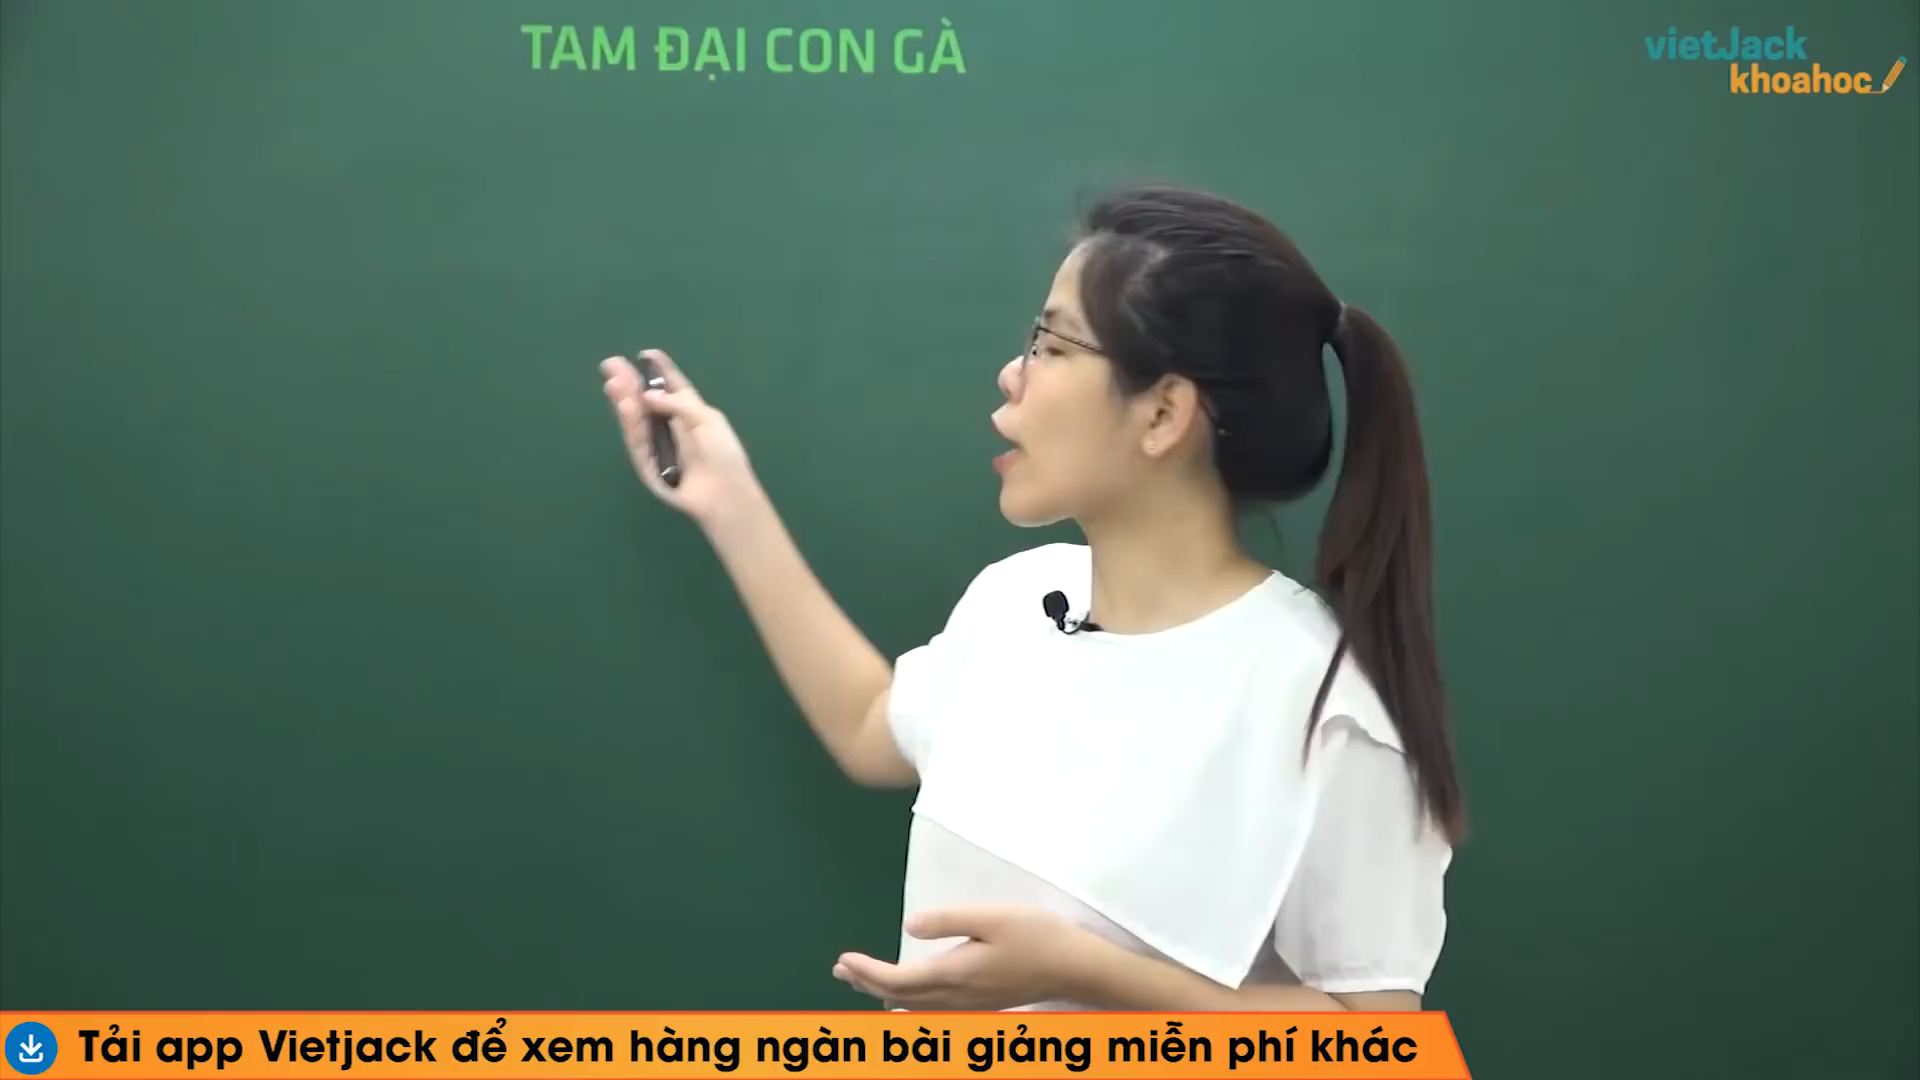 TAM ĐẠI CON GÀ
vietJack
khoahoc
Tải app Vietjack để xem hàng ngàn bài giảng miễn phí khác